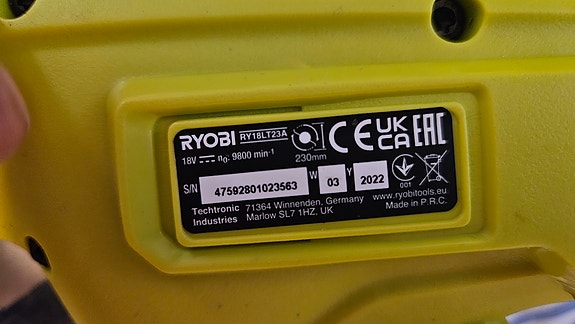 RYOBI RY18LT23A
CE UK CA EAC
18V n₀: 9800 min⁻¹
230mm
S/N 47592801023563 W 03 Y 2022
001
Techtronic Industries
71364 Winnenden, Germany
Marlow SL7 1HZ, UK
www.ryobitools.eu
Made in P.R.C.